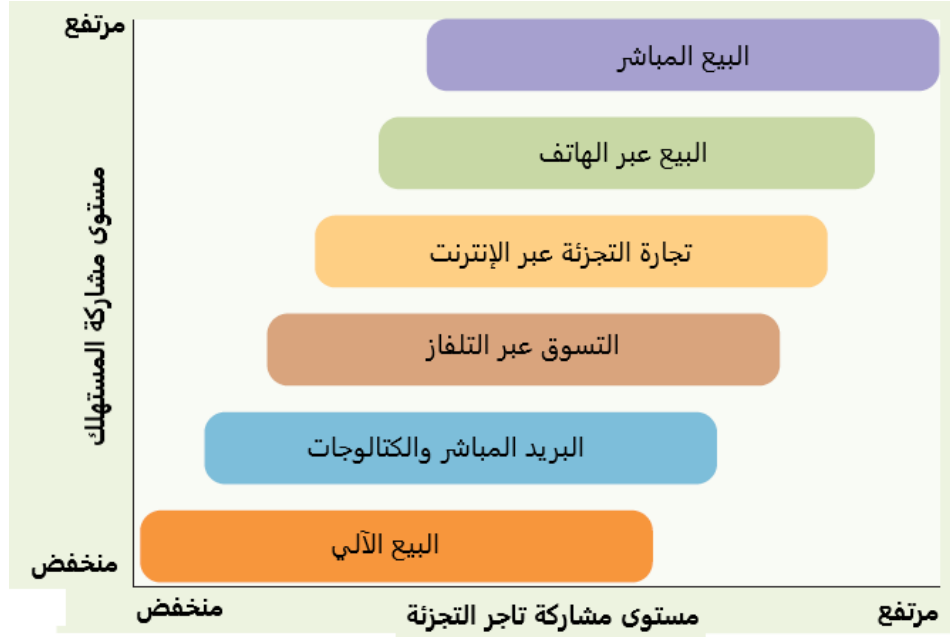 مرتفع
البيع المباشر
البيع عبر الهاتف
مستوى مشاركة المستهلك
تجارة التجزئة عبر الإنترنت
التسوق عبر التلفاز
البريد المباشر والكتالوجات
البيع الآلي
منخفض
منخفض
مستوى مشاركة تاجر التجزئة
مرتفع